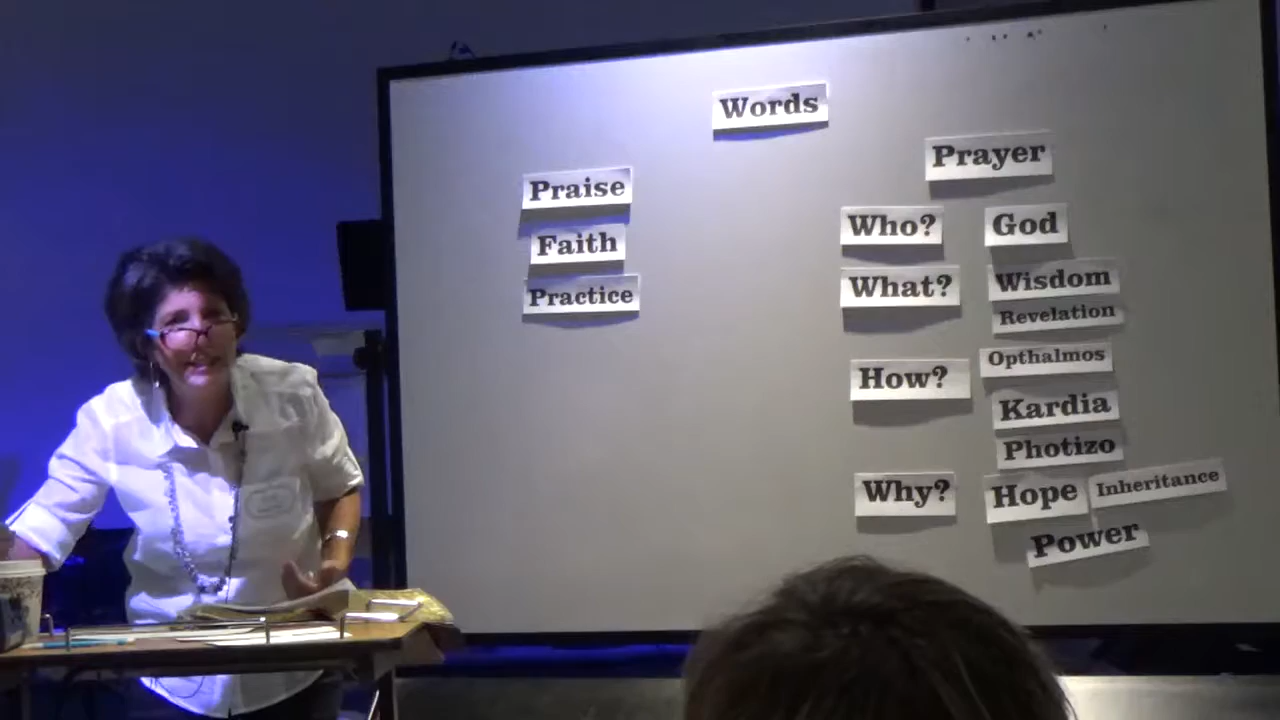 Words
Prayer
Praise
Faith
Practice
Who? God
What? Wisdom
Revelation
How? Opthalmos
Kardia
Photizo
Why? Hope Inheritance
Power